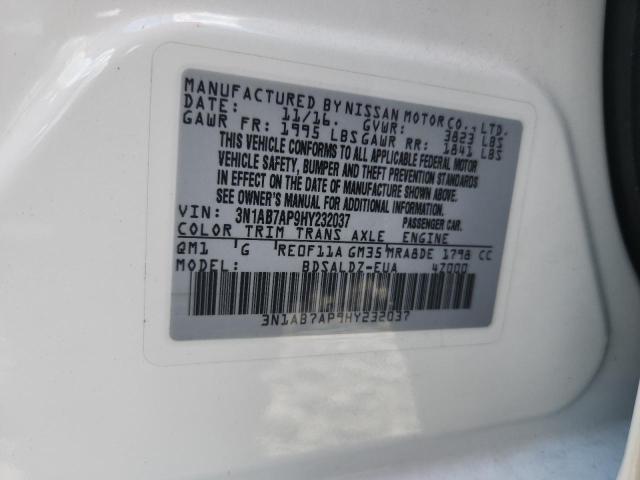 MANUFACTURED BY NISSAN MOTOR CO., LTD.
DATE: 11/16. GVWR: 3823 LBS
GAWR FR: 1995 LBS GAWR RR: 1841 LBS
THIS VEHICLE CONFORMS TO ALL APPLICABLE FEDERAL MOTOR
VEHICLE SAFETY, BUMPER AND THEFT PREVENTION STANDARDS
IN EFFECT ON THE DATE OF MANUFACTURE SHOWN ABOVE.
SEE OWNER'S MANUAL FOR ADDITIONAL INFORMATION.
VIN: 3N1AB7AP9HY232037 PASSENGER CAR.
COLOR TRIM TRANS AXLE ENGINE
QM1 G RE0F11A GM35 MRA8DE 1798 CC
MODEL: BDSALDZ-EUA 47000
3N1AB7AP9HY232037